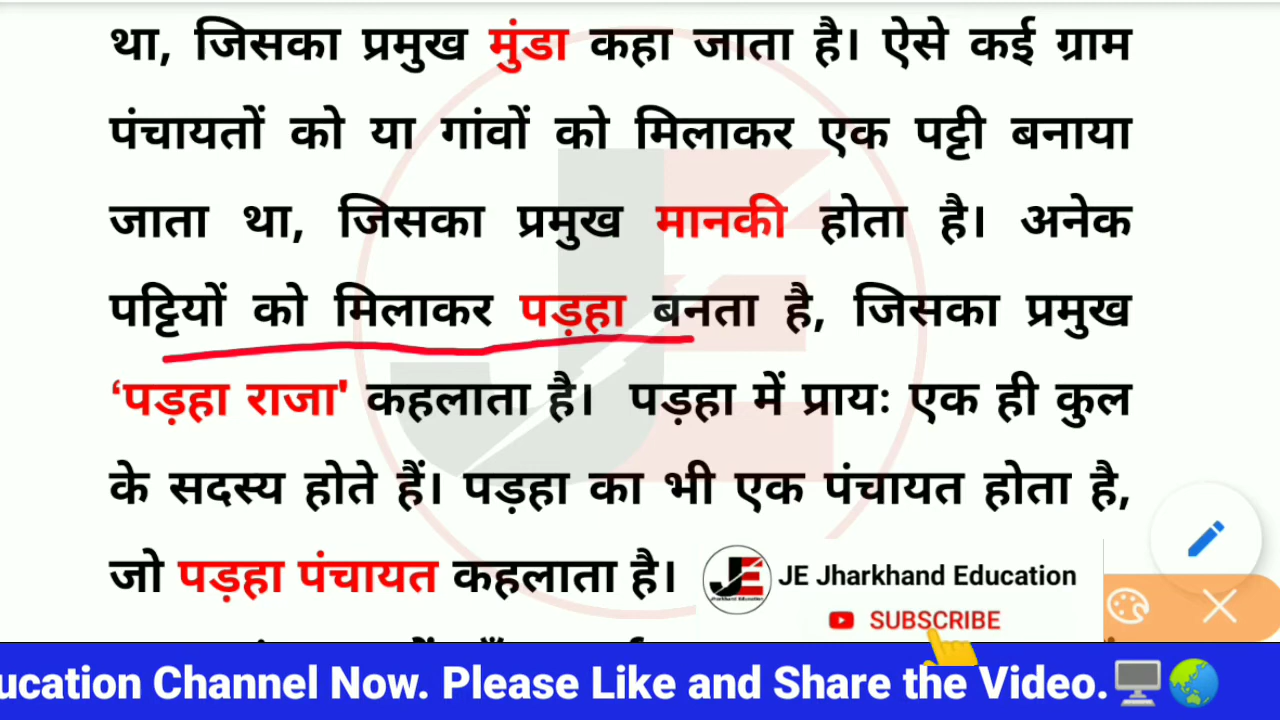 था, जिसका प्रमुख मुंडा कहा जाता है। ऐसे कई ग्राम
पंचायतों को या गांवों को मिलाकर एक पट्टी बनाया
जाता था, जिसका प्रमुख मानकी होता है। अनेक
पट्टियों को मिलाकर पड़हा बनता है, जिसका प्रमुख
‘पड़हा राजा' कहलाता है। पड़हा में प्रायः एक ही कुल
के सदस्य होते हैं। पड़हा का भी एक पंचायत होता है,
जो पड़हा पंचायत कहलाता है।
JE Jharkhand Education
SUBSCRIBE
ucation Channel Now. Please Like and Share the Video.